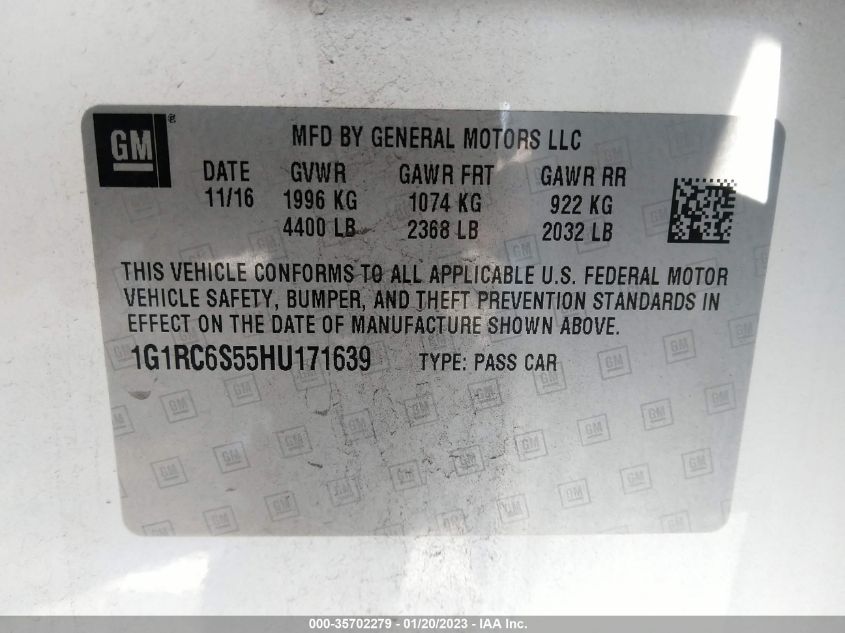 GM ®
MFD BY GENERAL MOTORS LLC
DATE GVWR GAWR FRT GAWR RR
11/16 1996 KG 1074 KG 922 KG
4400 LB 2368 LB 2032 LB
THIS VEHICLE CONFORMS TO ALL APPLICABLE U.S. FEDERAL MOTOR
VEHICLE SAFETY, BUMPER, AND THEFT PREVENTION STANDARDS IN
EFFECT ON THE DATE OF MANUFACTURE SHOWN ABOVE.
1G1RC6S55HU171639 TYPE: PASS CAR
000-35702279 - 01/20/2023 - IAA Inc.